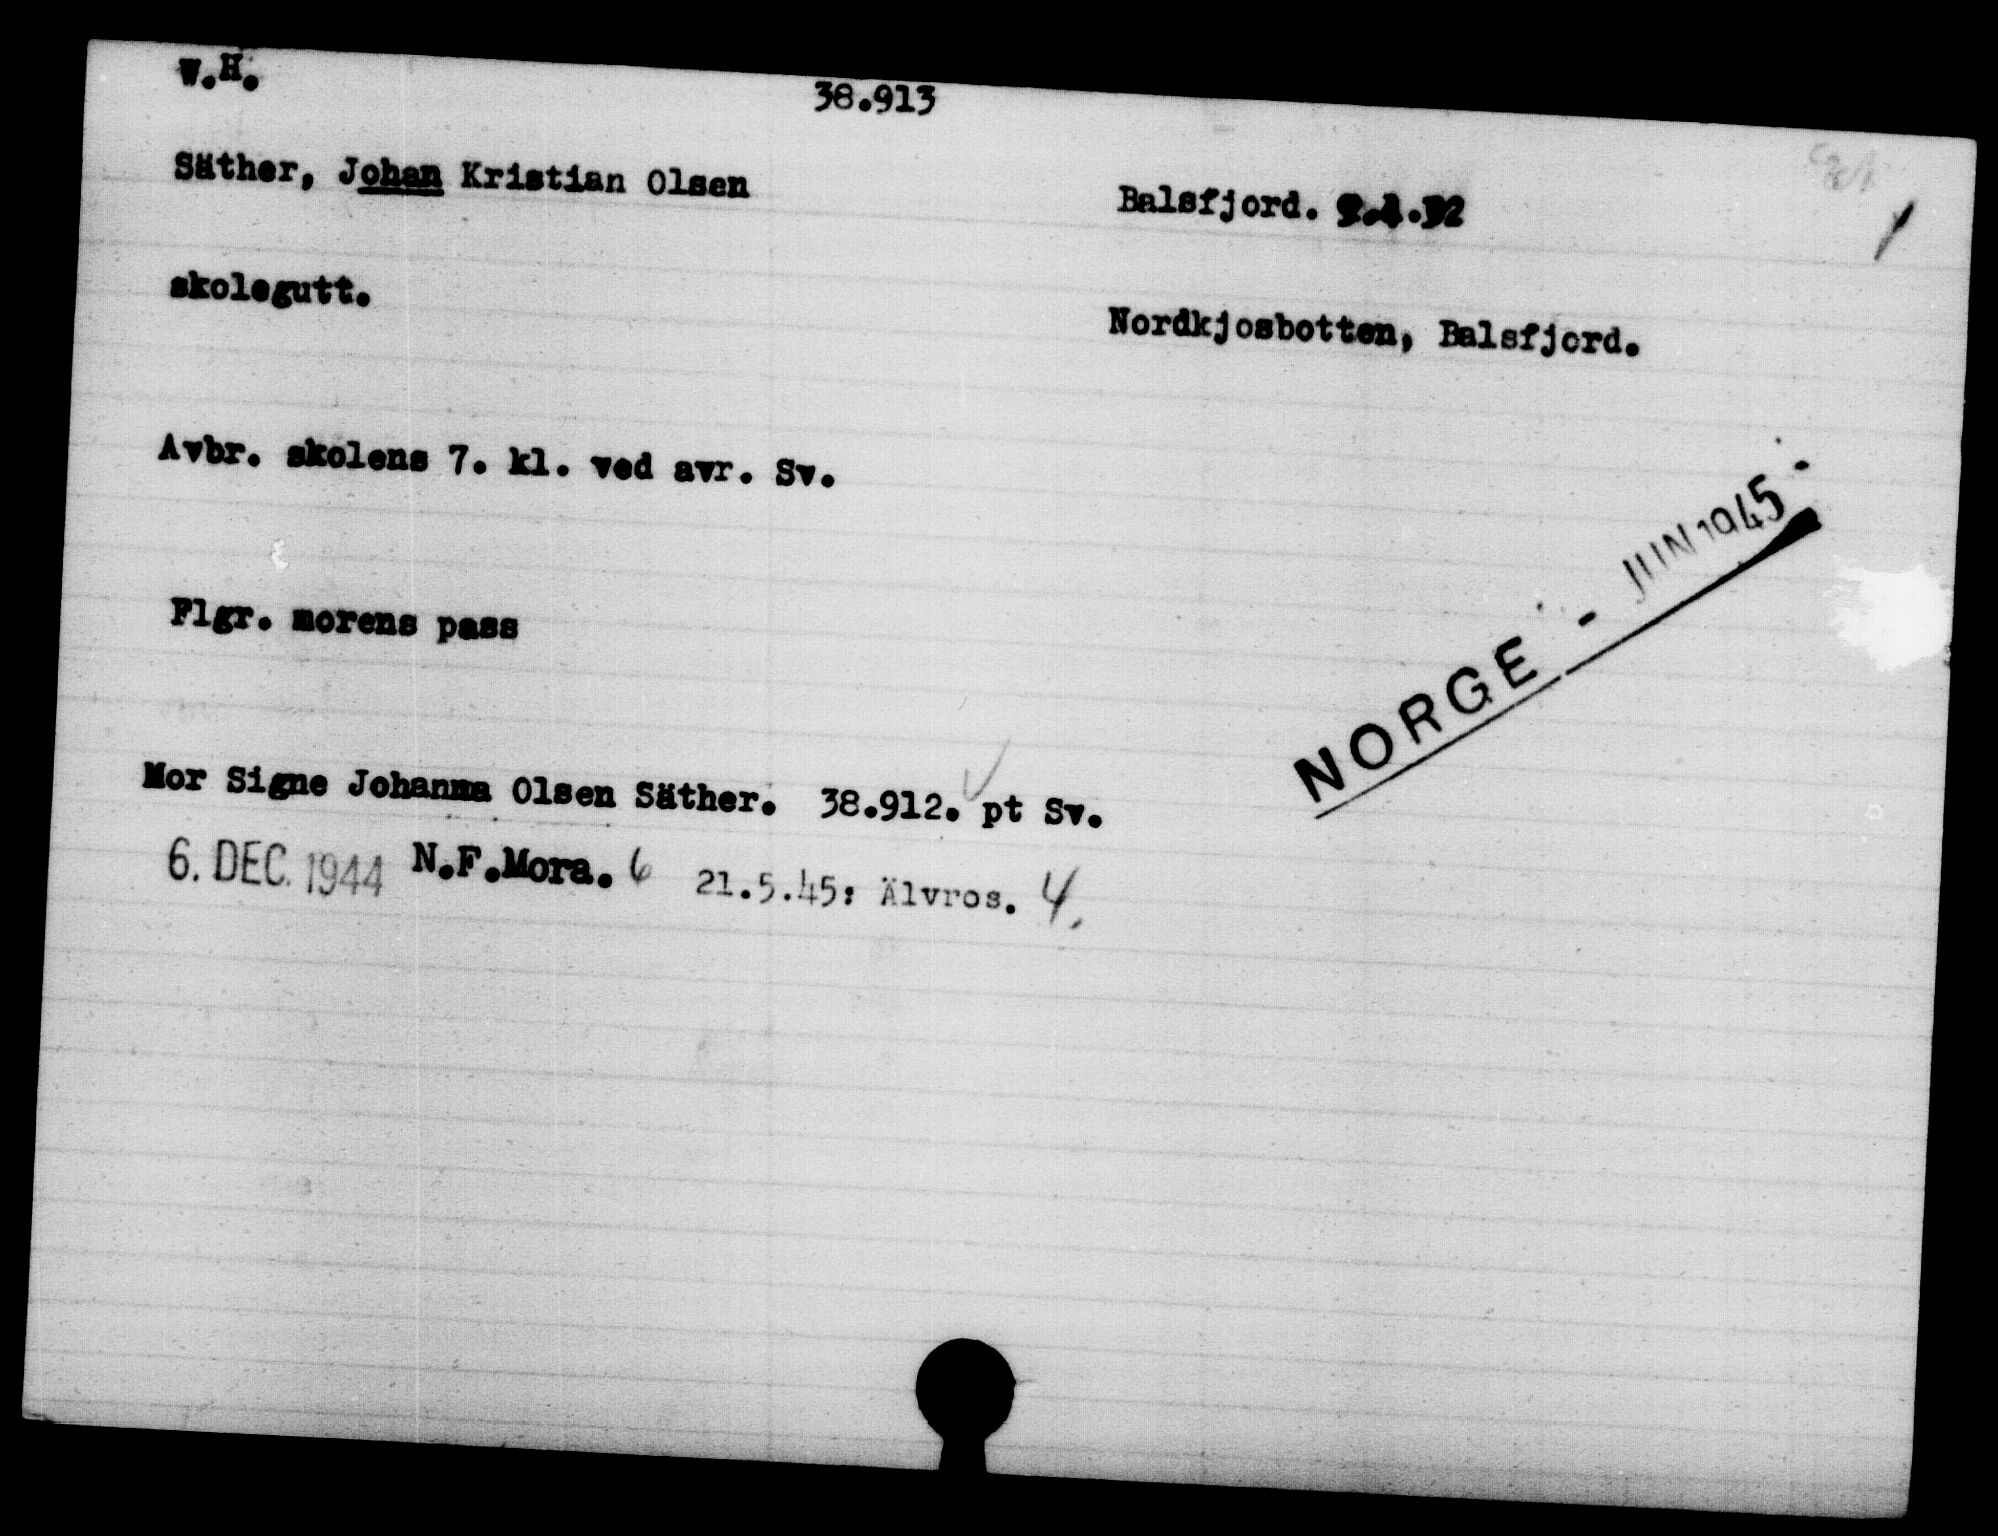 W.H.
38.913
Säther, Johan Kristian Olsen
Balsfjord.
skolegutt.
Nordkjosbotten, Balsfjord.
Avbr. skolens 7. kl. ved avr. Sv.
JUN 1945 -
Flgr. morens pass
NORGE -
Mor Signe Johanna Olsen Säther. 38.912. pt Sv.
6. DEC. 1944 N.F.Mora. 6 21.5.45: Älvros. 4.